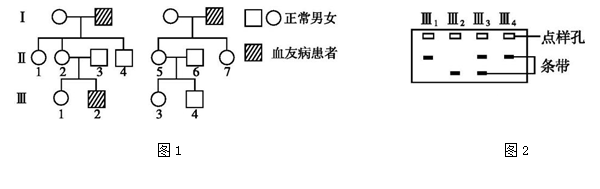 Ⅰ
正常男女
Ⅱ
1 2 3 4 5 6 7
血友病患者
Ⅲ
1 2 3 4
图1
Ⅲ1 Ⅲ2 Ⅲ3 Ⅲ4
点样孔
条带
图2